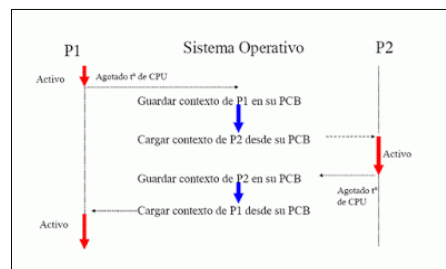 P1
Sistema Operativo
P2
Activo
Agotado tº de CPU
Guardar contexto de P1 en su PCB
Cargar contexto de P2 desde su PCB
Activo
Guardar contexto de P2 en su PCB
Agotado tº
de CPU
Cargar contexto de P1 desde su PCB
Activo